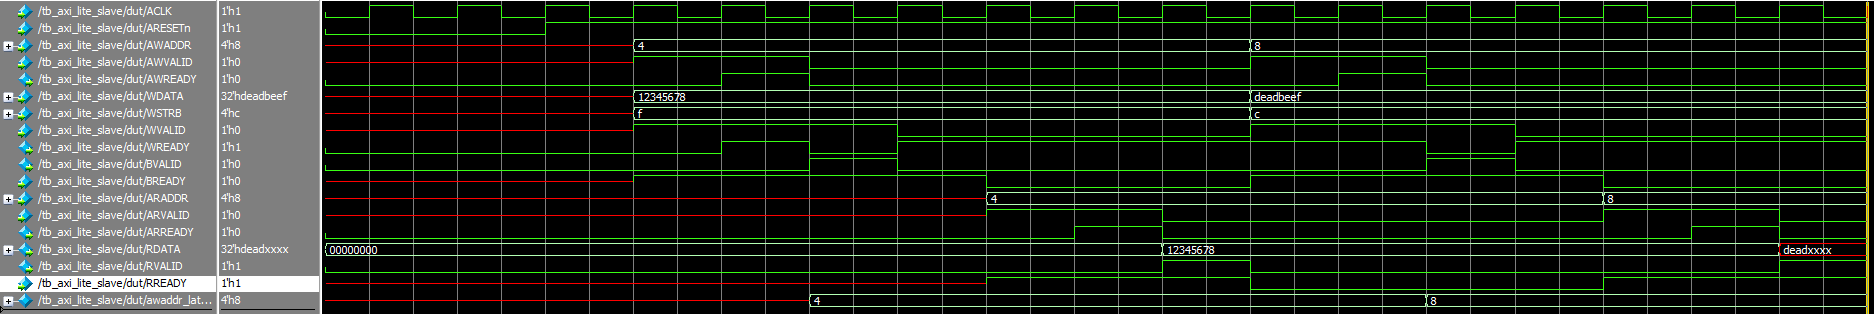 /tb_axi_lite_slave/dut/ACLK 1'h1
/tb_axi_lite_slave/dut/ARESETn 1'h1
/tb_axi_lite_slave/dut/AWADDR 4'h8 4 8
/tb_axi_lite_slave/dut/AWVALID 1'h0
/tb_axi_lite_slave/dut/AWREADY 1'h0
/tb_axi_lite_slave/dut/WDATA 32'hdeadbeef 12345678 deadbeef
/tb_axi_lite_slave/dut/WSTRB 4'hc f c
/tb_axi_lite_slave/dut/WVALID 1'h0
/tb_axi_lite_slave/dut/WREADY 1'h1
/tb_axi_lite_slave/dut/BVALID 1'h0
/tb_axi_lite_slave/dut/BREADY 1'h0
/tb_axi_lite_slave/dut/ARADDR 4'h8 4 8
/tb_axi_lite_slave/dut/ARVALID 1'h0
/tb_axi_lite_slave/dut/ARREADY 1'h0
/tb_axi_lite_slave/dut/RDATA 32'hdeadxxxx 00000000 12345678 deadxxxx
/tb_axi_lite_slave/dut/RVALID 1'h1
/tb_axi_lite_slave/dut/RREADY 1'h1
/tb_axi_lite_slave/dut/awaddr_lat... 4'h8 4 8